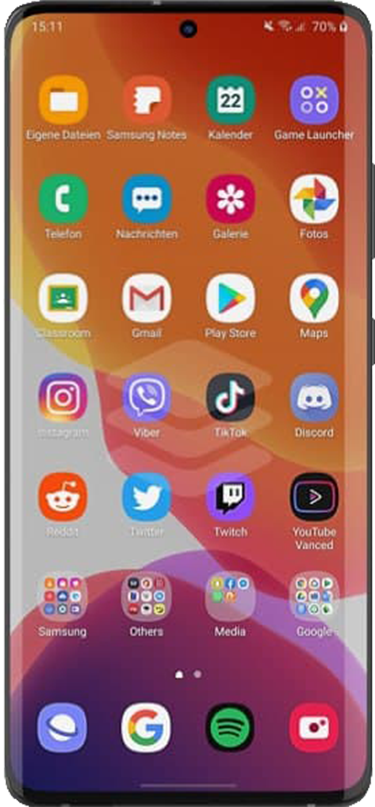 15:11
70%
22
Eigene Dateien Samsung Notes Kalender Game Launcher
Telefon Nachrichten Galerie Fotos
Classroom Gmail Play Store Maps
Instagram Viber TikTok Discord
Reddit Twitter Twitch YouTube
Vanced
Samsung Others Media Google